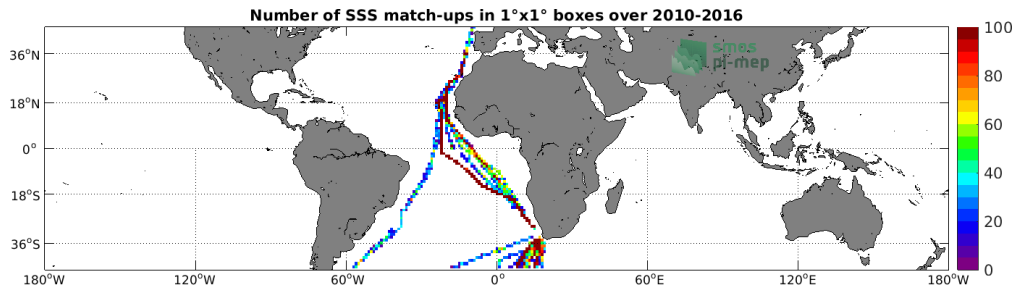 Number of SSS match-ups in 1°x1° boxes over 2010-2016
smos
pi-mep
36°N
18°N
0°
18°S
36°S
180°W
120°W
60°W
0°
60°E
120°E
180°W
100
80
60
40
20
0